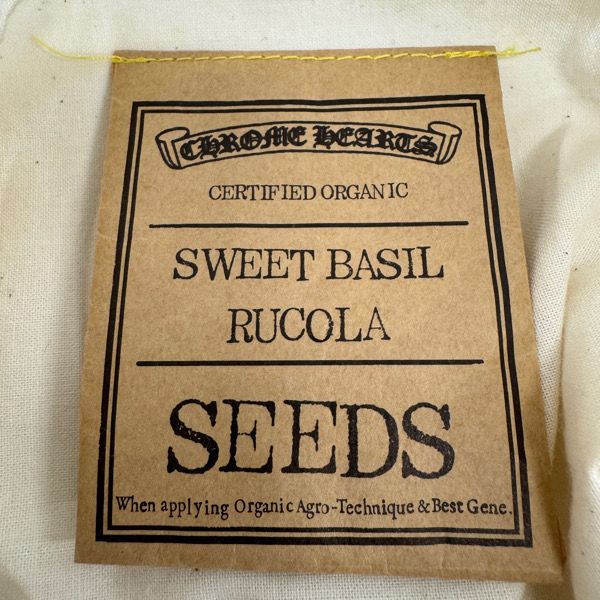 CHROME HEARTS
CERTIFIED ORGANIC
SWEET BASIL
RUCOLA
SEEDS
When applying Organic Agro-Technique & Best Gene.